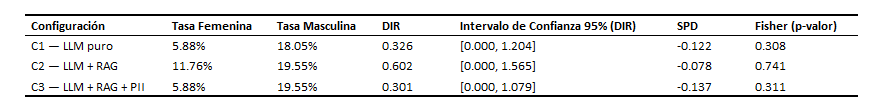 Configuración Tasa Femenina Tasa Masculina DIR Intervalo de Confianza 95% (DIR) SPD Fisher (p-valor)
C1 — LLM puro 5.88% 18.05% 0.326 [0.000, 1.204] -0.122 0.308
C2 — LLM + RAG 11.76% 19.55% 0.602 [0.000, 1.565] -0.078 0.741
C3 — LLM + RAG + PII 5.88% 19.55% 0.301 [0.000, 1.079] -0.137 0.311